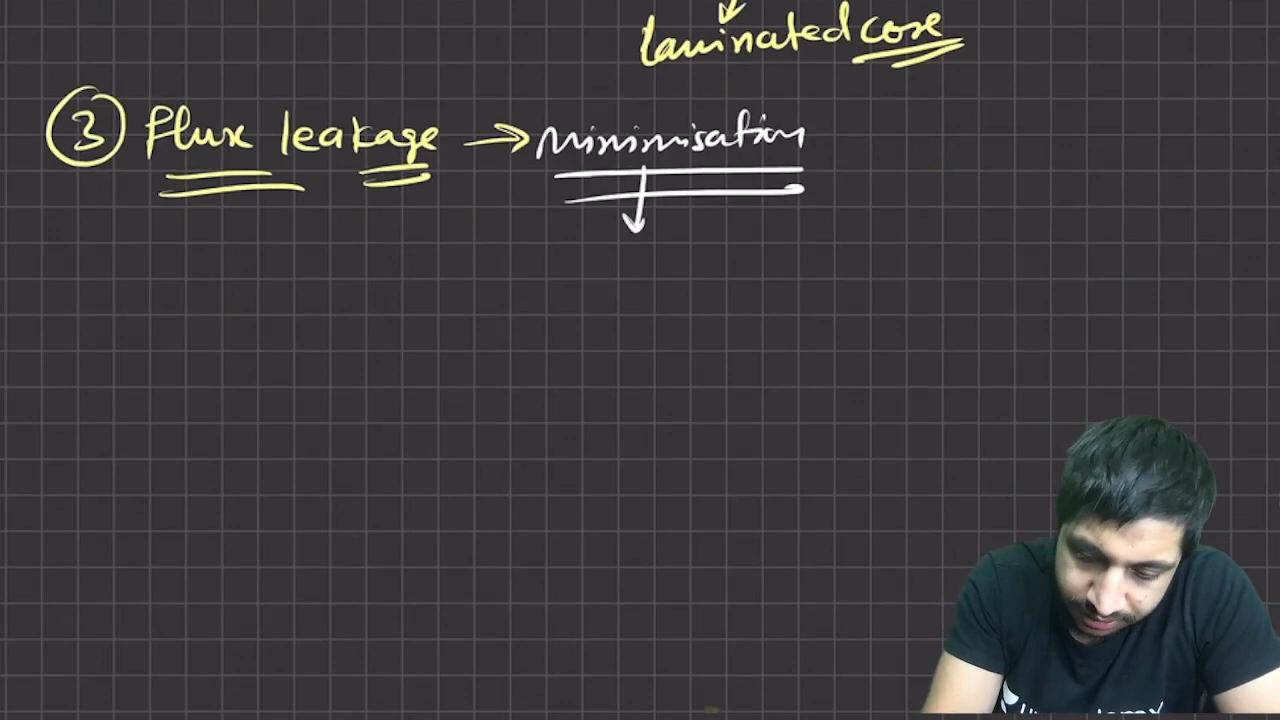 laminated core
③ Flux leakage → Minimisation